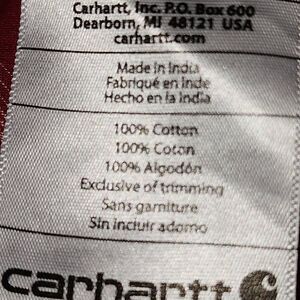 Carhartt, Inc. P.O. Box 600
Dearborn, MI 48121 USA
carhartt.com
Made in India
Fabriqué en Inde
Hecho en la India
100% Cotton
100% Coton
100% Algodón
Exclusive of trimming
Sans garniture
Sin incluir adorno
carhartt